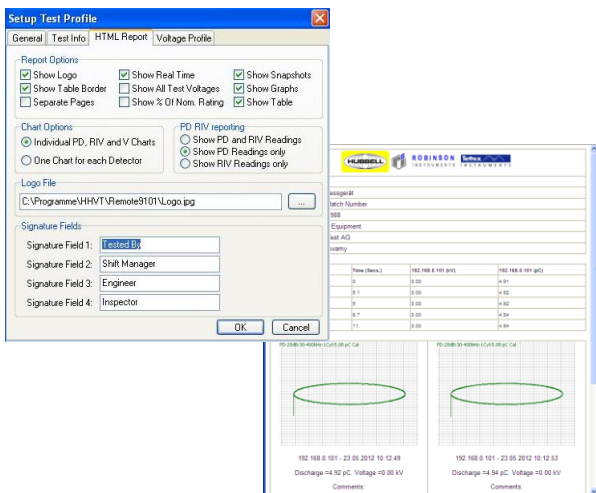 Setup Test Profile
General Test Info HTML Report Voltage Profile
Report Options
Show Logo Show Real Time Show Snapshots
Show Table Border Show All Test Voltages Show Graphs
Separate Pages Show % Of Nom. Rating Show Table
Chart Options
Individual PD, RIV and V Charts
One Chart for each Detector
PD RIV reporting
Show PD and RIV Readings
Show PD Readings only
Show RIV Readings only
Logo File
C:\Programme\HHVT\Remote9101\Logo.jpg
...
Signature Fields
Signature Field 1: Tested By
Signature Field 2: Shift Manager
Signature Field 3: Engineer
Signature Field 4: Inspector
OK Cancel
HUBBELL ROBINSON Tettex
INSTRUMENTS INSTRUMENTS
essgerät
atch Number
988
Equipment
est AG
wamy
Time (Secs.) 192.168.0.101 (kV) 192.168.0.101 (pC)
0 0.00 4.91
5.1 0.00 4.92
8 0.00 4.92
9.7 0.00 4.94
11 0.00 4.94
192.168.0.101 - 23.05.2012 10:12:49 192.168.0.101 - 23.05.2012 10:12:53
Discharge =4.92 pC, Voltage =0.00 kV Discharge =4.94 pC, Voltage =0.00 kV
Comments: Comments: